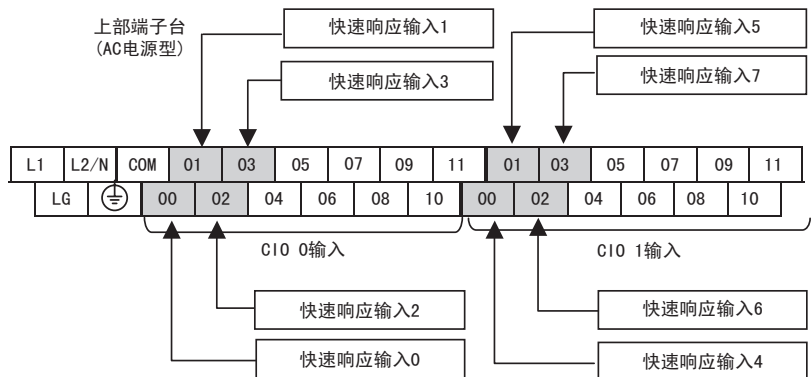 上部端子台
(AC电源型)
快速响应输入1
快速响应输入5
快速响应输入3
快速响应输入7
L1 L2/N COM 01 03 05 07 09 11 01 03 05 07 09 11
LG 00 02 04 06 08 10 00 02 04 06 08 10
CIO 0输入
CIO 1输入
快速响应输入2
快速响应输入6
快速响应输入0
快速响应输入4